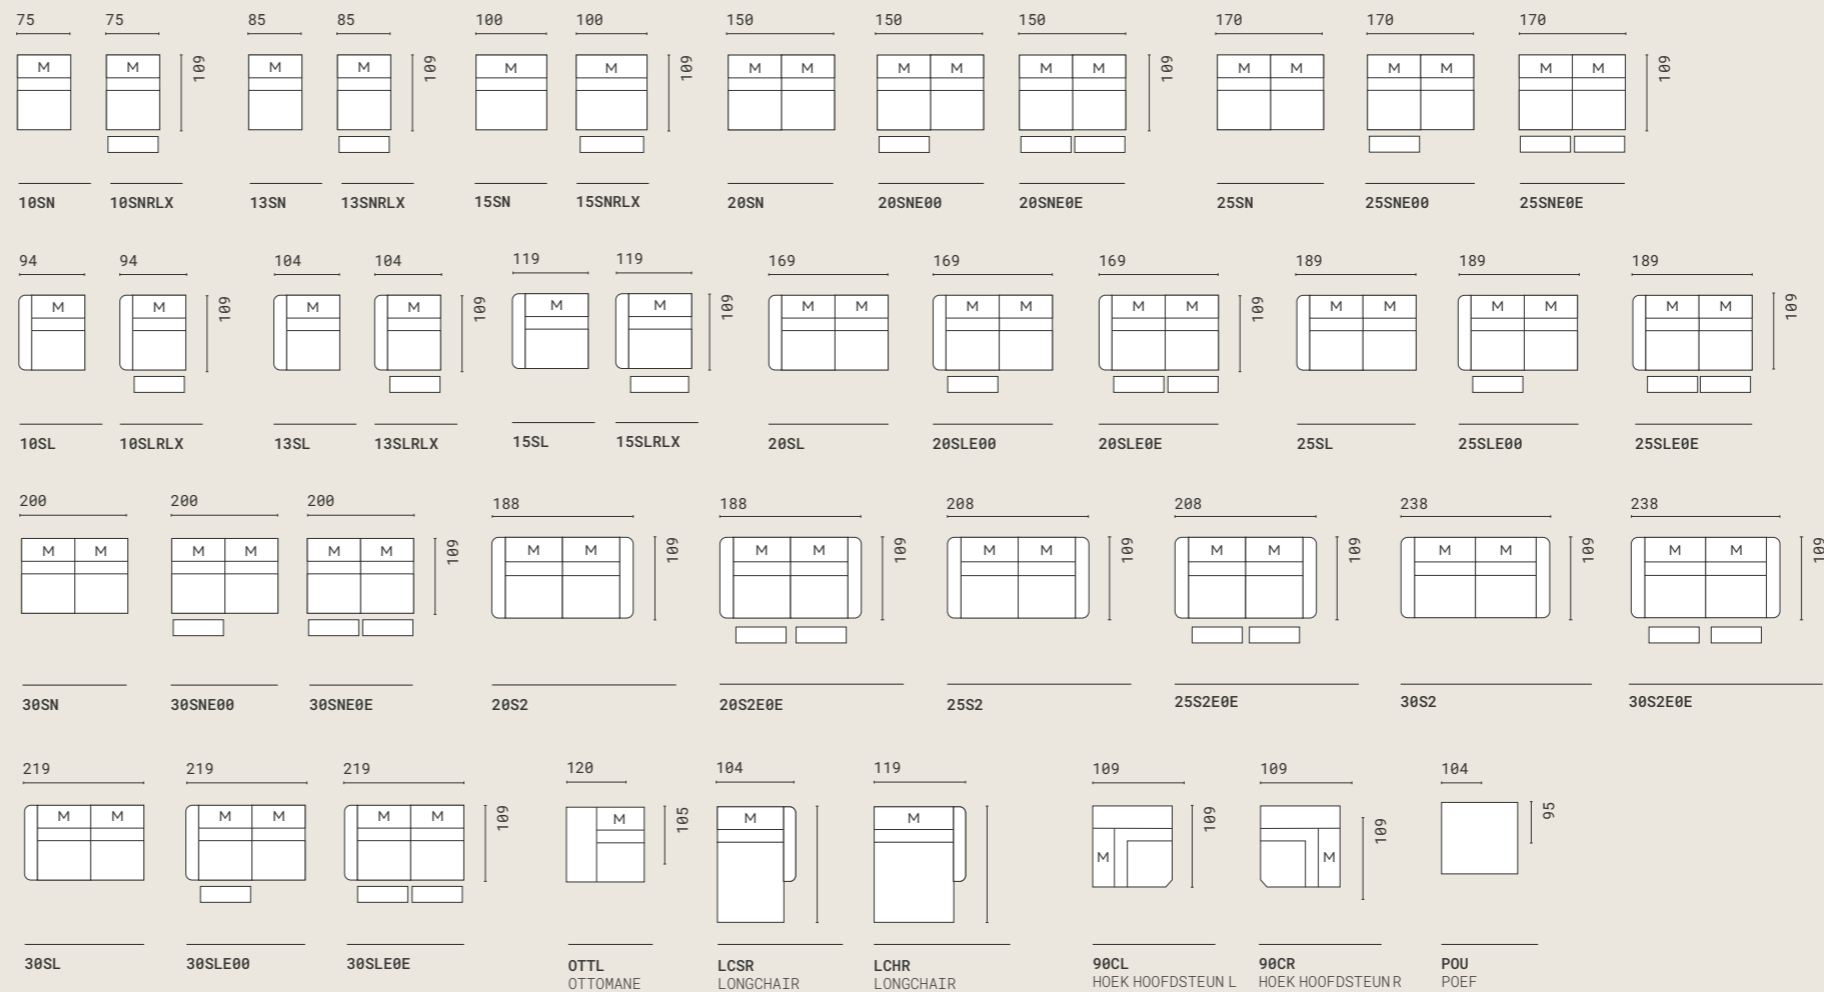 75 75 85 85 100 100 150 150 150 170 170 170
M M M M M M M M M M M M M M M M M M
109 109 109 109 109
10SN 10SNRLX 13SN 13SNRLX 15SN 15SNRLX 20SN 20SNE00 20SNE0E 25SN 25SNE00 25SNE0E
94 94 104 104 119 119 169 169 169 189 189 189
M M M M M M M M M M M M M M M M M M
109 109 109 109 109
10SL 10SLRLX 13SL 13SLRLX 15SL 15SLRLX 20SL 20SLE00 20SLE0E 25SL 25SLE00 25SLE0E
200 200 200 188 188 208 208 238 238
M M M M M M M M M M M M M M M M M M
109 109 109 109 109 109 109
30SN 30SNE00 30SNE0E 20S2 20S2E0E 25S2 25S2E0E 30S2 30S2E0E
219 219 219 120 104 119 109 109 104
M M M M M M M M M M M
109 105 109 109 95
30SL 30SLE00 30SLE0E OTTL LCSR LCHR 90CL 90CR POU
OTTOMANE LONGCHAIR LONGCHAIR HOEK HOOFDSTEUN L HOEK HOOFDSTEUN R POEF